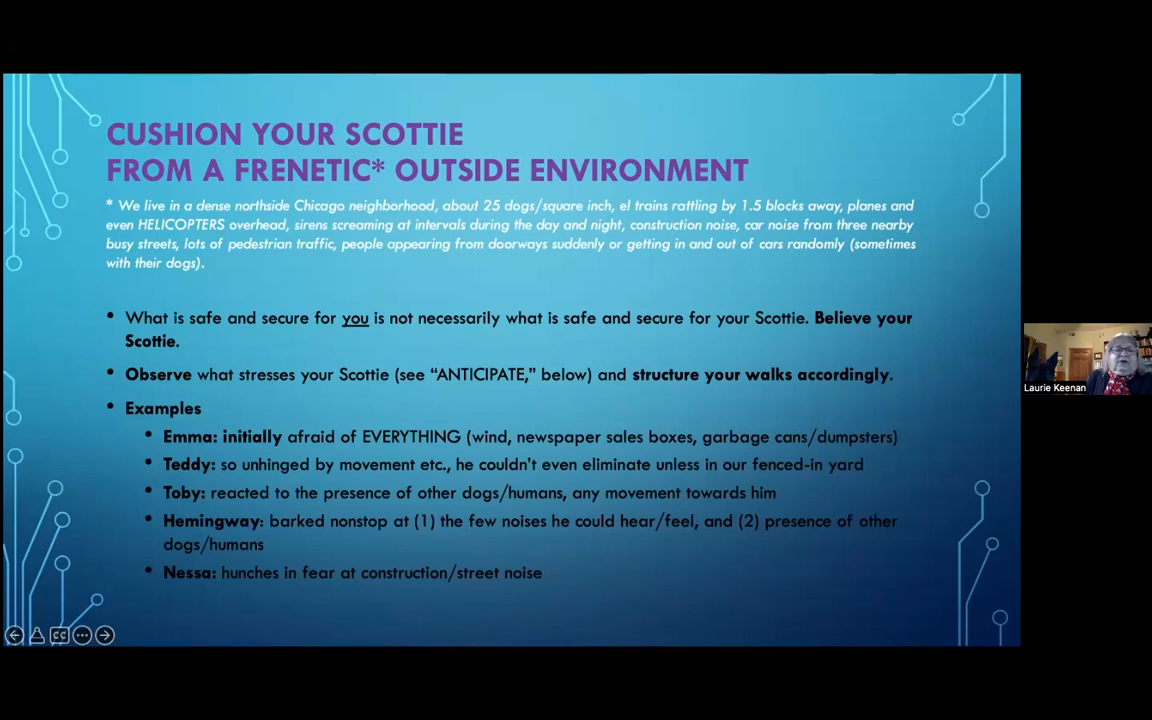 CUSHION YOUR SCOTTIE
FROM A FRENETIC* OUTSIDE ENVIRONMENT
* We live in a dense northside Chicago neighborhood, about 25 dogs/square inch, el trains rattling by 1.5 blocks away, planes and
even HELICOPTERS overhead, sirens screaming at intervals during the day and night, construction noise, car noise from three nearby
busy streets, lots of pedestrian traffic, people appearing from doorways suddenly or getting in and out of cars randomly (sometimes
with their dogs).
• What is safe and secure for you is not necessarily what is safe and secure for your Scottie. Believe your
Scottie.
• Observe what stresses your Scottie (see “ANTICIPATE,” below) and structure your walks accordingly.
• Examples
• Emma: initially afraid of EVERYTHING (wind, newspaper sales boxes, garbage cans/dumpsters)
• Teddy: so unhinged by movement etc., he couldn’t even eliminate unless in our fenced-in yard
• Toby: reacted to the presence of other dogs/humans, any movement towards him
• Hemingway: barked nonstop at (1) the few noises he could hear/feel, and (2) presence of other
dogs/humans
• Nessa: hunches in fear at construction/street noise
CC
Laurie Keenan